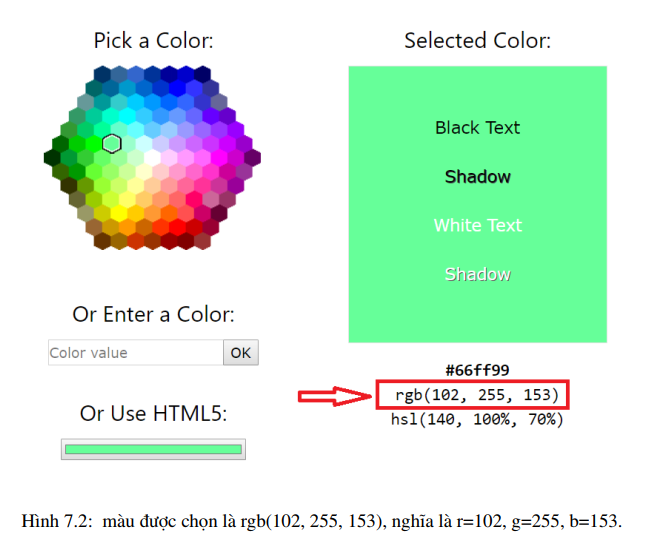 Pick a Color:
Or Enter a Color:
Color value
OK
Or Use HTML5:
Selected Color:
Black Text
Shadow
White Text
Shadow
#66ff99
rgb(102, 255, 153)
hsl(140, 100%, 70%)
Hình 7.2: màu được chọn là rgb(102, 255, 153), nghĩa là r=102, g=255, b=153.